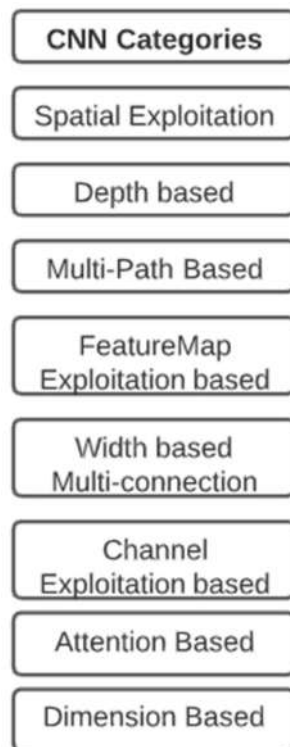 CNN Categories
Spatial Exploitation
Depth based
Multi-Path Based
FeatureMap
Exploitation based
Width based
Multi-connection
Channel
Exploitation based
Attention Based
Dimension Based